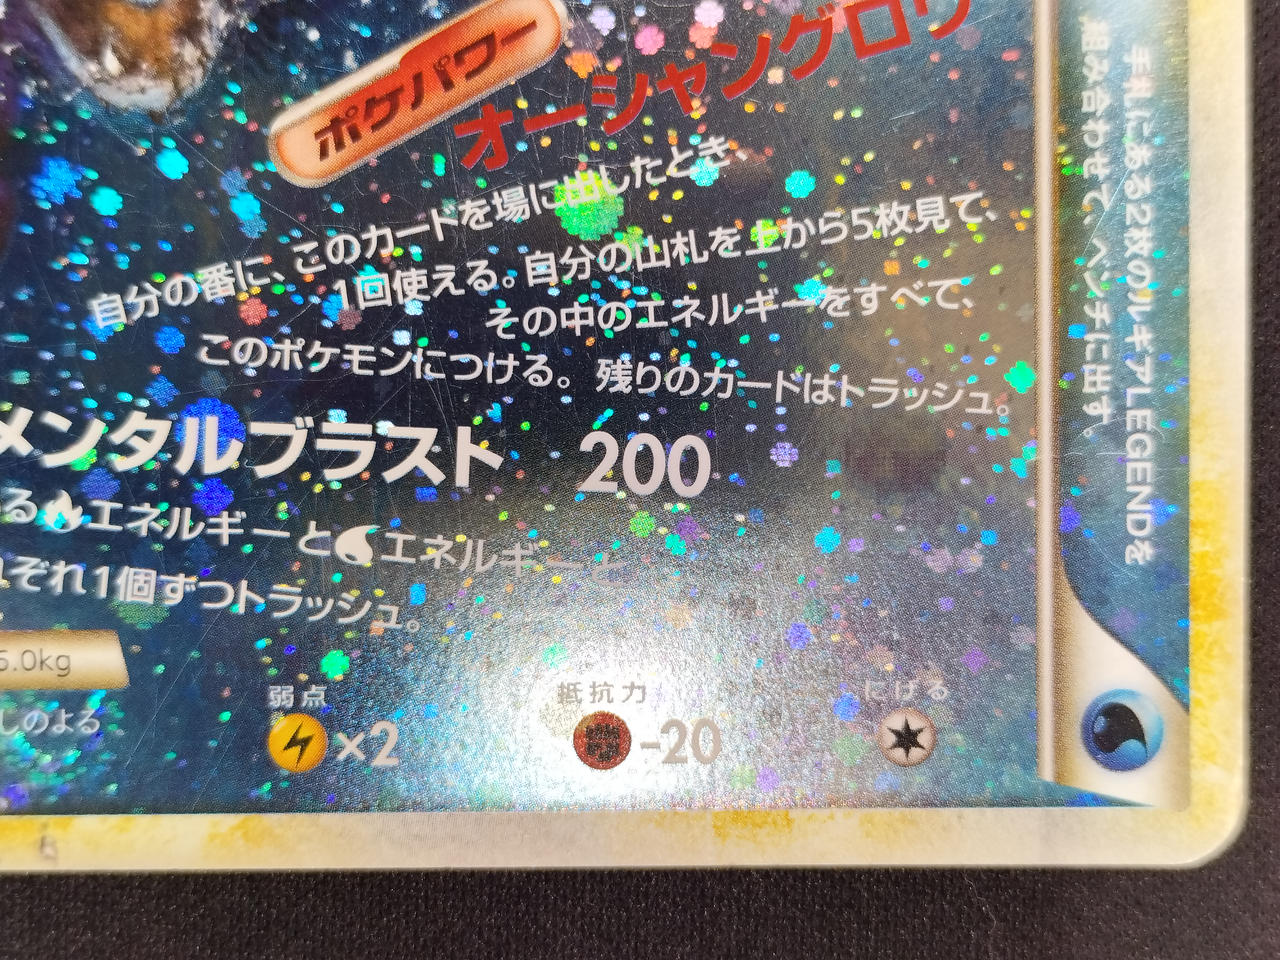 ポケパワー
オーシャングロウ
自分の番に、このカードを場に出したとき、
1回使える。自分の山札を上から5枚見て、
その中のエネルギーをすべて、
このポケモンにつける。残りのカードはトラッシュ。
メンタルブラスト 200
る エネルギーと エネルギーと
れぞれ1個ずつトラッシュ。
6.0kg
しのよる
弱点
×2
抵抗力
-20
にげる
手札にある2枚のルギアLEGENDを
組み合わせて、ベンチに出す。